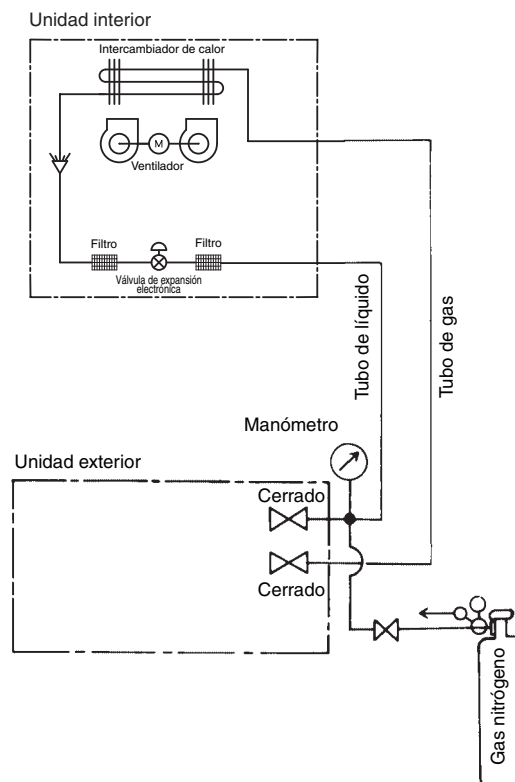 Unidad interior
Intercambiador de calor
M
Ventilador
Filtro
Filtro
Válvula de expansión
electrónica
Tubo de líquido
Tubo de gas
Manómetro
Unidad exterior
Cerrado
Cerrado
Gas nitrógeno